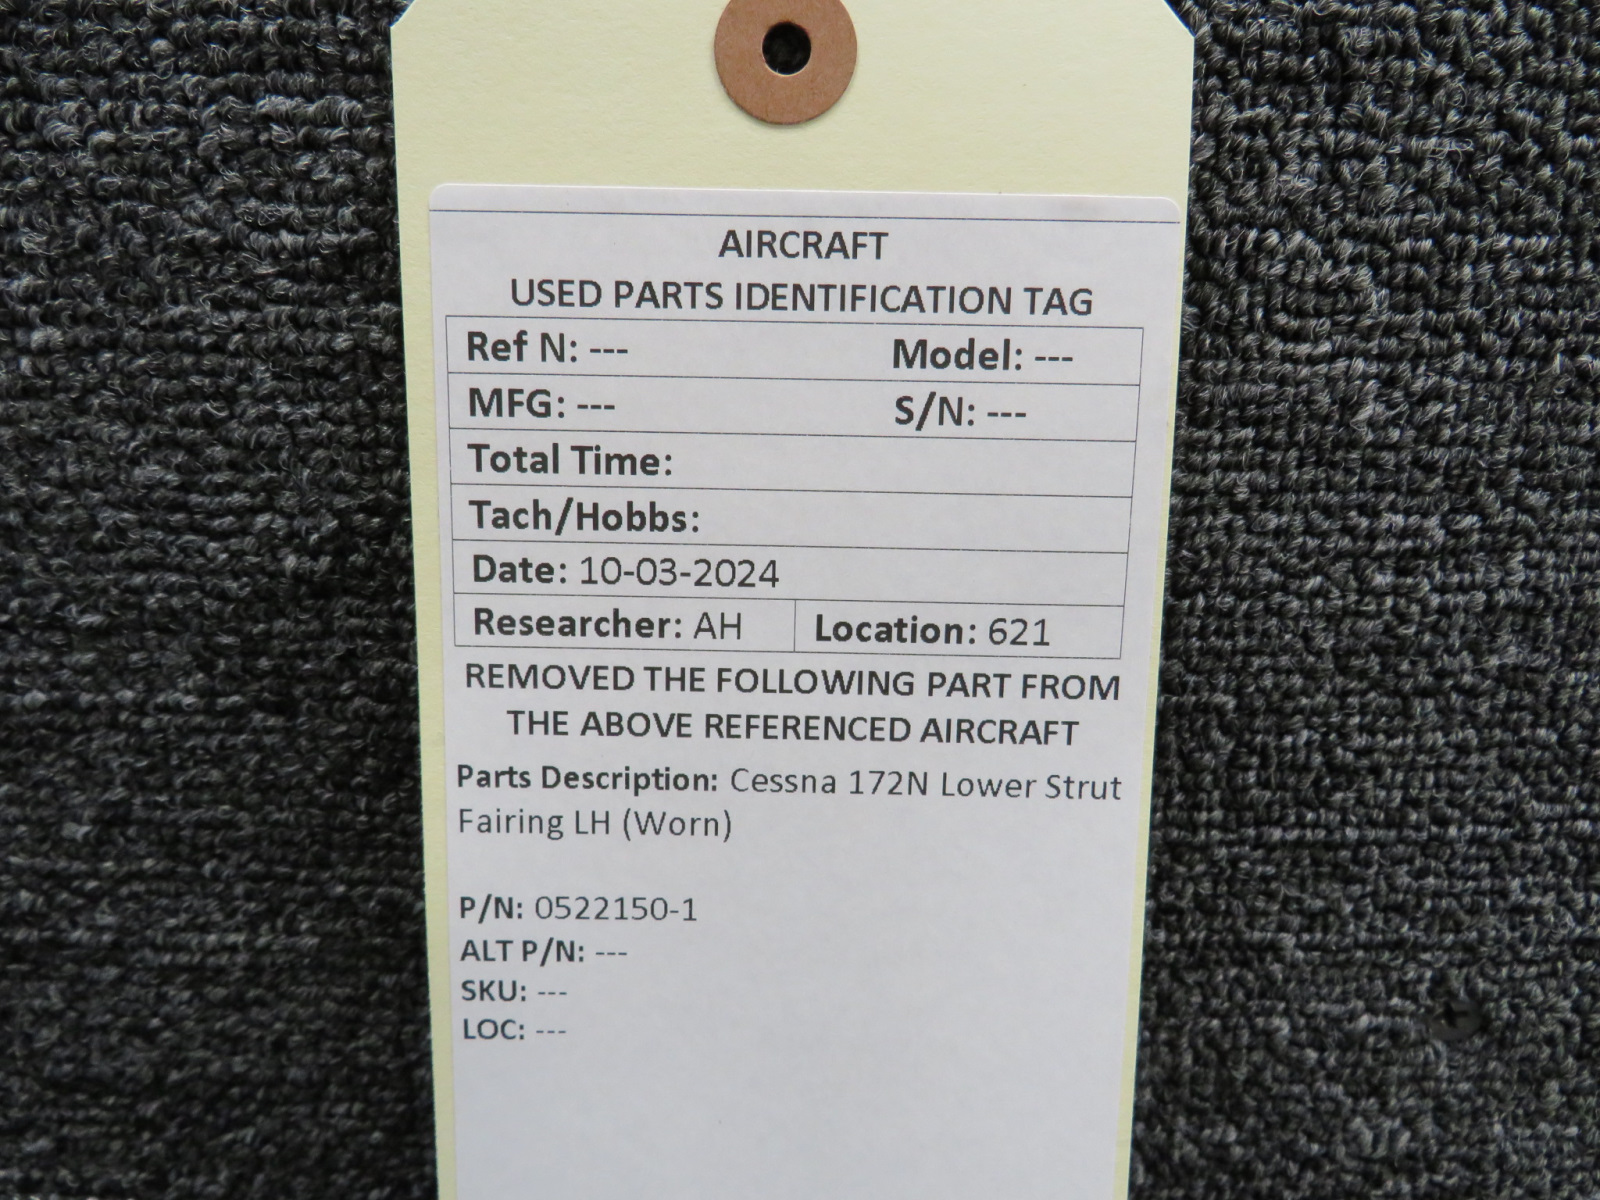 AIRCRAFT
USED PARTS IDENTIFICATION TAG
Ref N: --- Model: ---
MFG: --- S/N: ---
Total Time:
Tach/Hobbs:
Date: 10-03-2024
Researcher: AH Location: 621
REMOVED THE FOLLOWING PART FROM
THE ABOVE REFERENCED AIRCRAFT
Parts Description: Cessna 172N Lower Strut
Fairing LH (Worn)
P/N: 0522150-1
ALT P/N: ---
SKU: ---
LOC: ---